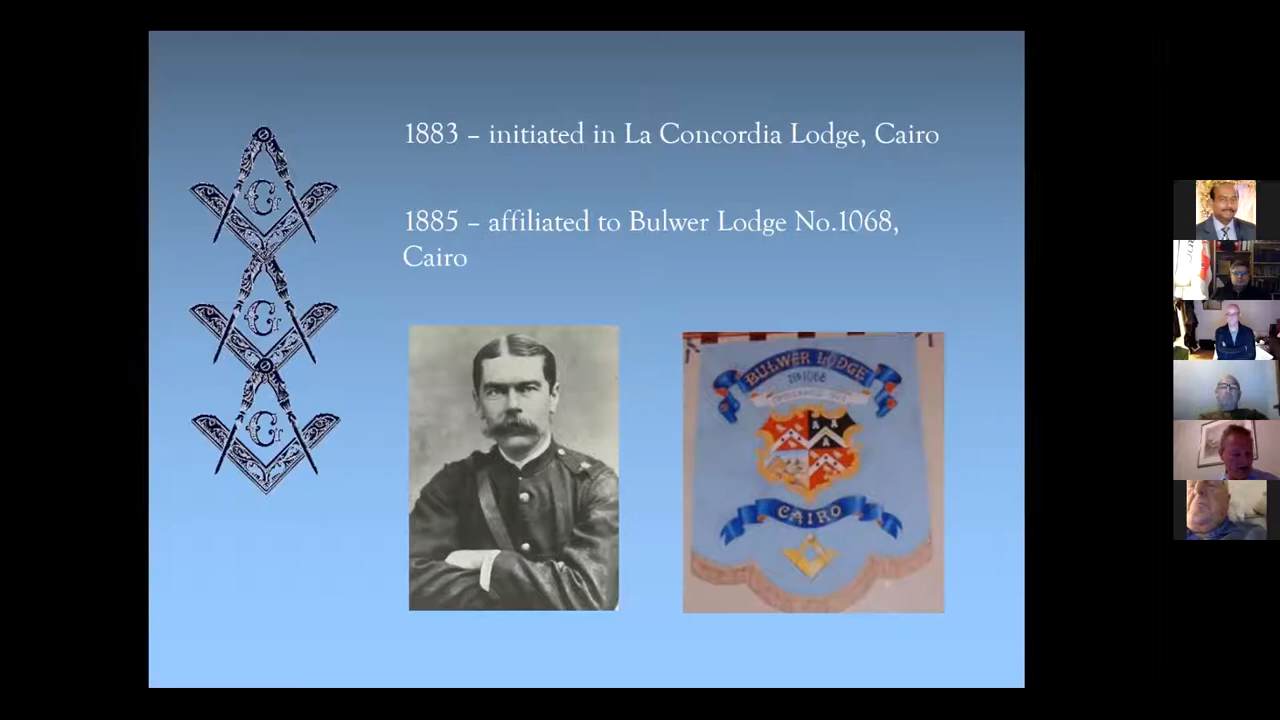 1883 – initiated in La Concordia Lodge, Cairo
1885 – affiliated to Bulwer Lodge No.1068,
Cairo
G
G
G
BULWER LODGE
No 1068
CAIRO